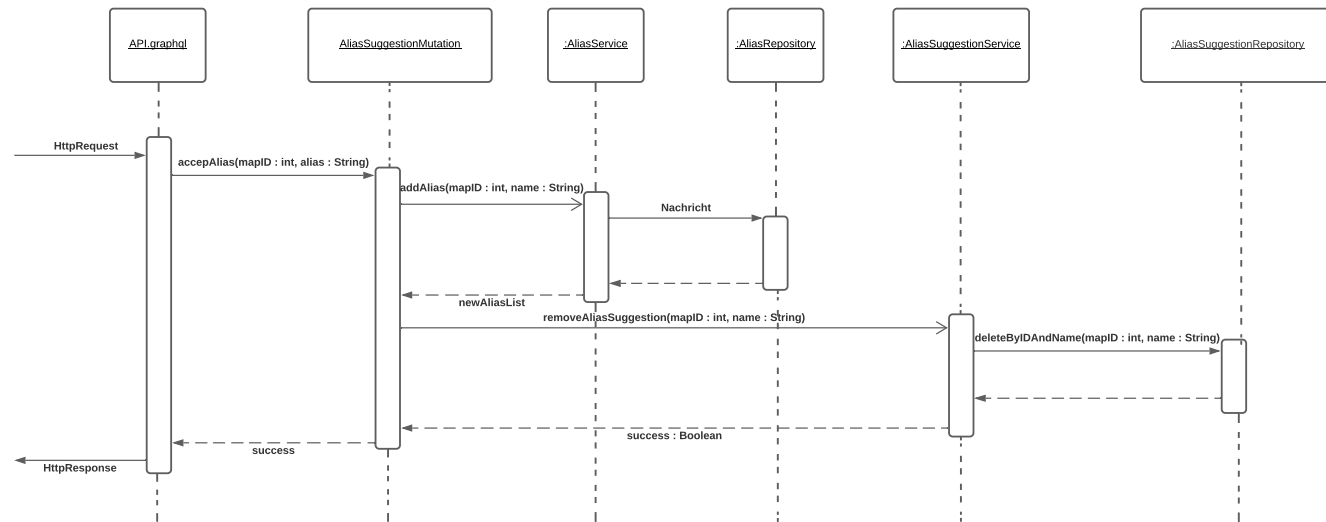 API.graphql
AliasSuggestionMutation
:AliasService
:AliasRepository
:AliasSuggestionService
:AliasSuggestionRepository
HttpRequest
accepAlias(mapID : int, alias : String)
addAlias(mapID : int, name : String)
Nachricht
newAliasList
removeAliasSuggestion(mapID : int, name : String)
deleteByIDAndName(mapID : int, name : String)
success : Boolean
success
HttpResponse